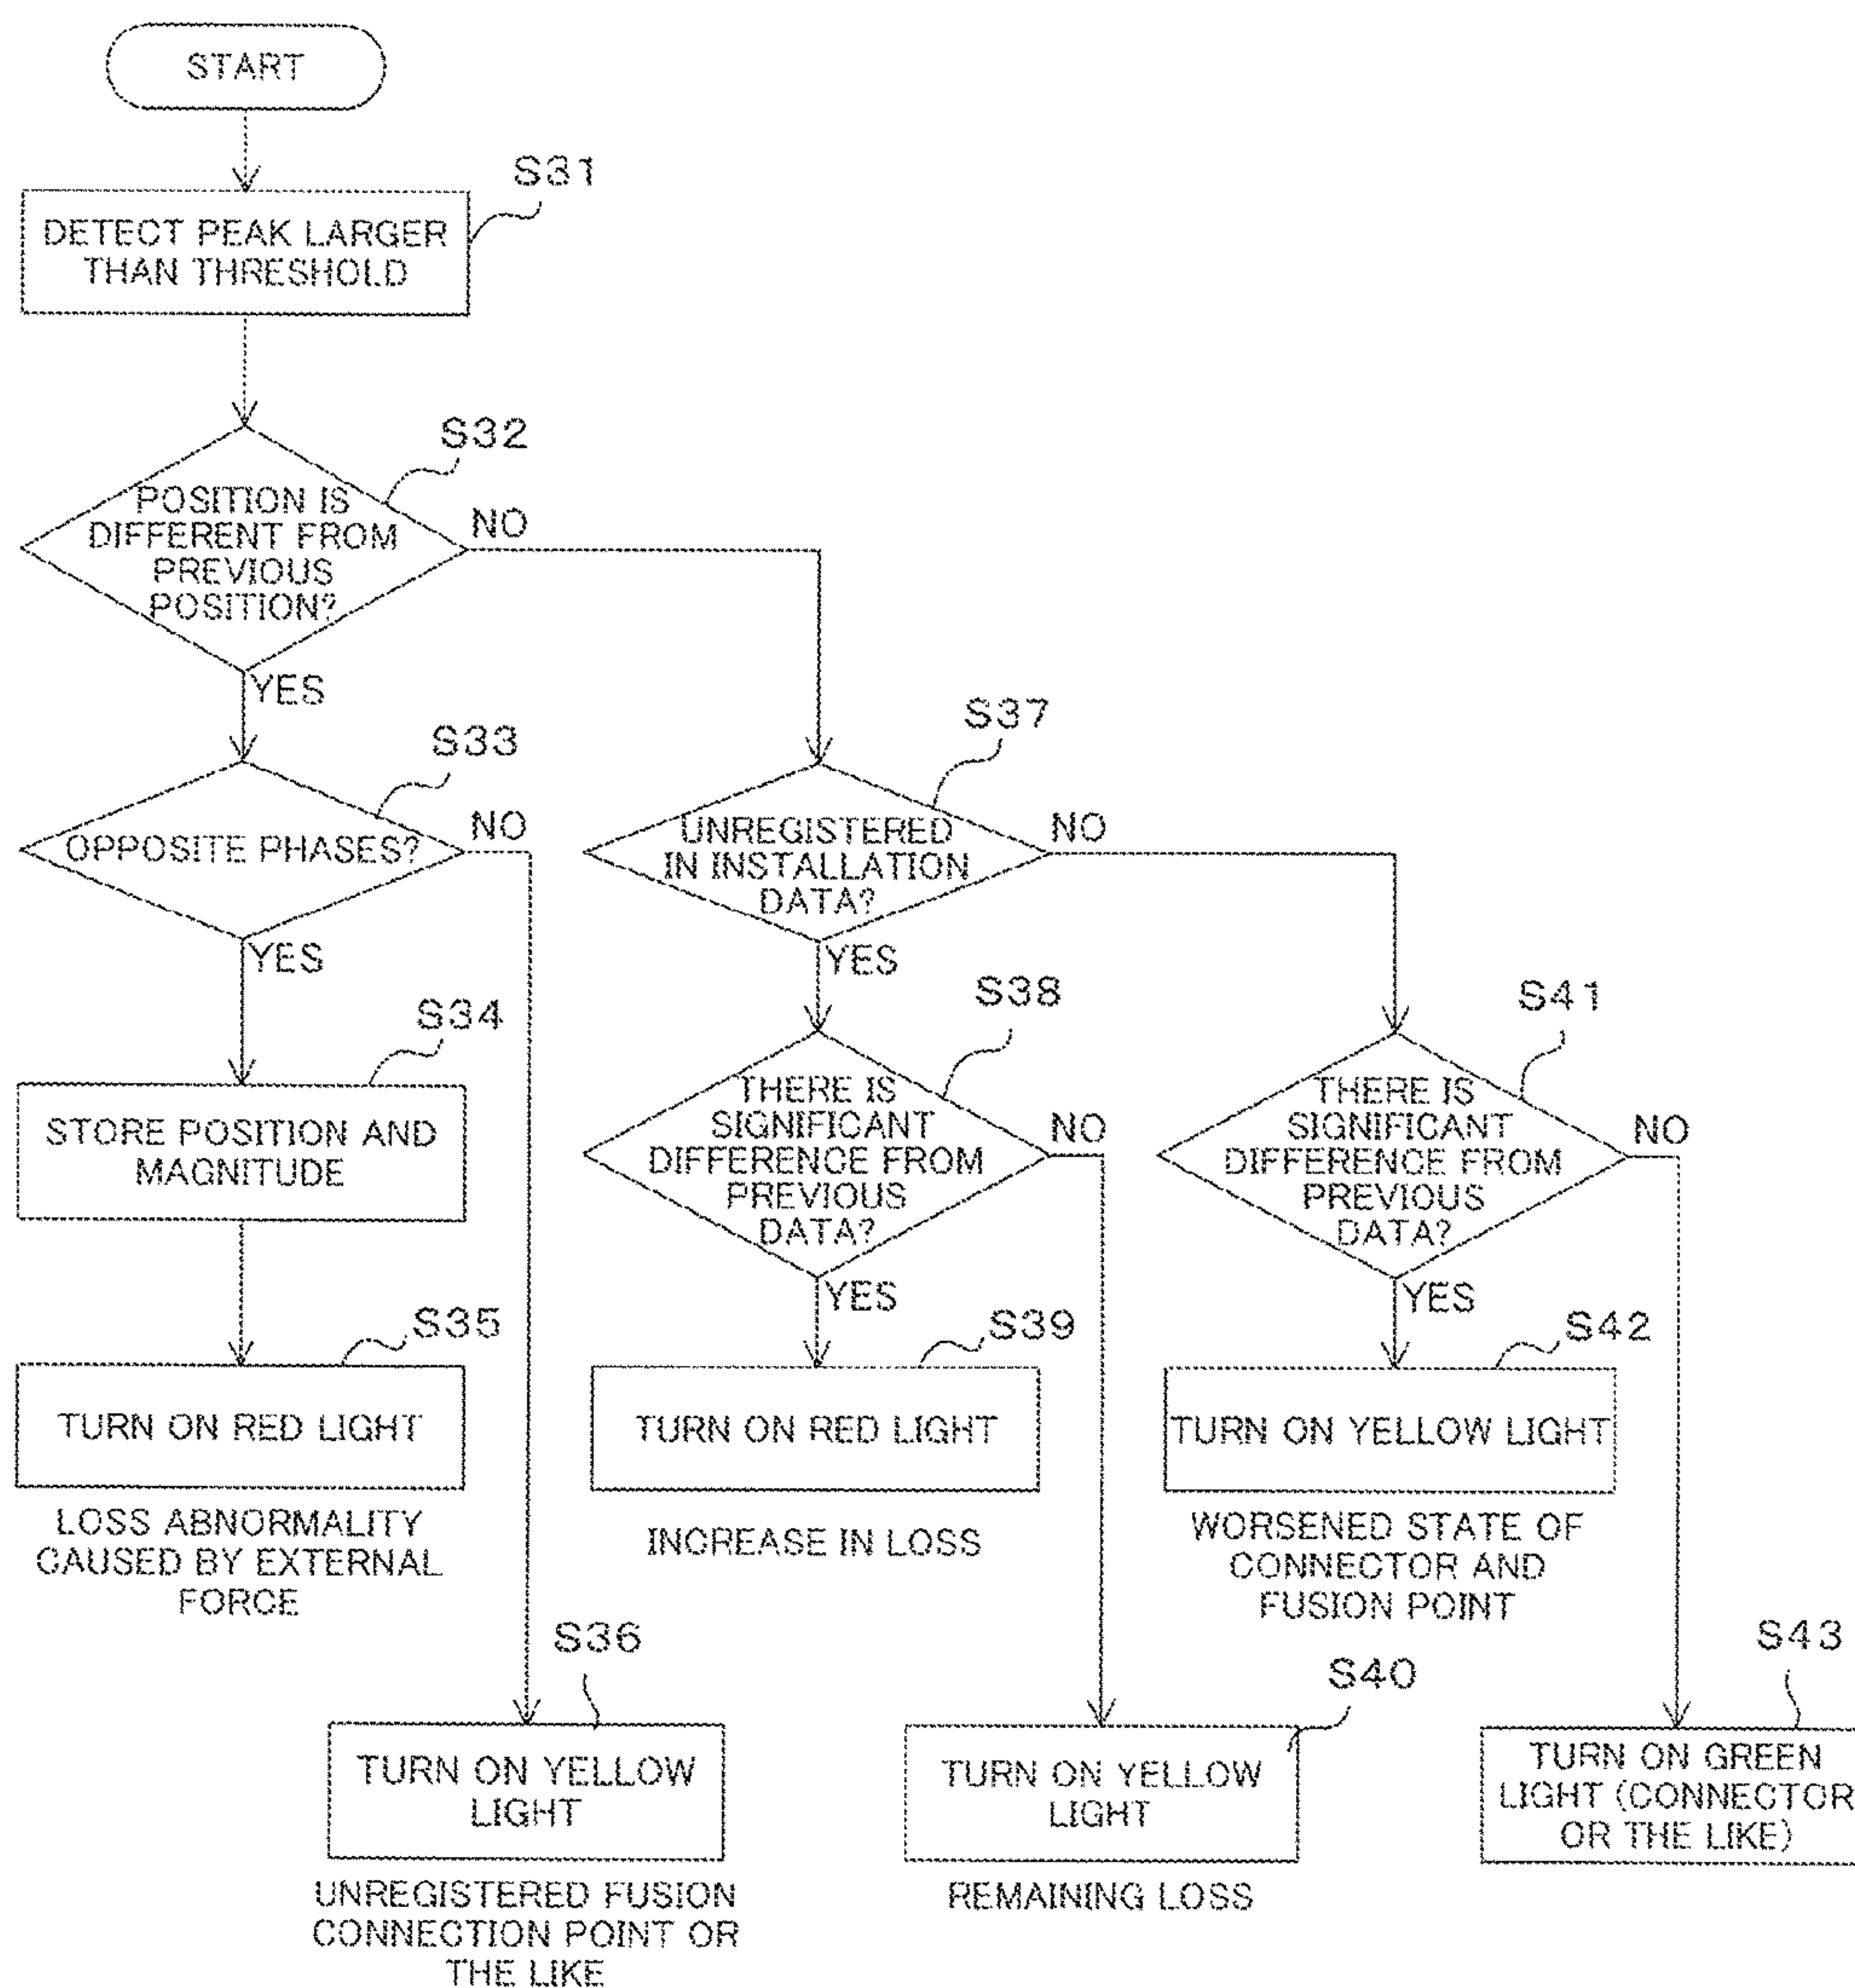 START
S31
DETECT PEAK LARGER
THAN THRESHOLD
S32
POSITION IS
DIFFERENT FROM
PREVIOUS
POSITION?
NO
YES
S33
OPPOSITE PHASES?
NO
YES
S34
STORE POSITION AND
MAGNITUDE
S35
TURN ON RED LIGHT
LOSS ABNORMALITY
CAUSED BY EXTERNAL
FORCE
S36
TURN ON YELLOW
LIGHT
UNREGISTERED FUSION
CONNECTION POINT OR
THE LIKE
S37
UNREGISTERED
IN INSTALLATION
DATA?
NO
YES
S38
THERE IS
SIGNIFICANT
DIFFERENCE FROM
PREVIOUS
DATA?
NO
YES
S39
TURN ON RED LIGHT
INCREASE IN LOSS
S40
TURN ON YELLOW
LIGHT
REMAINING LOSS
S41
THERE IS
SIGNIFICANT
DIFFERENCE FROM
PREVIOUS
DATA?
NO
YES
S42
TURN ON YELLOW LIGHT
WORSENED STATE OF
CONNECTOR AND
FUSION POINT
S43
TURN ON GREEN
LIGHT (CONNECTOR
OR THE LIKE)